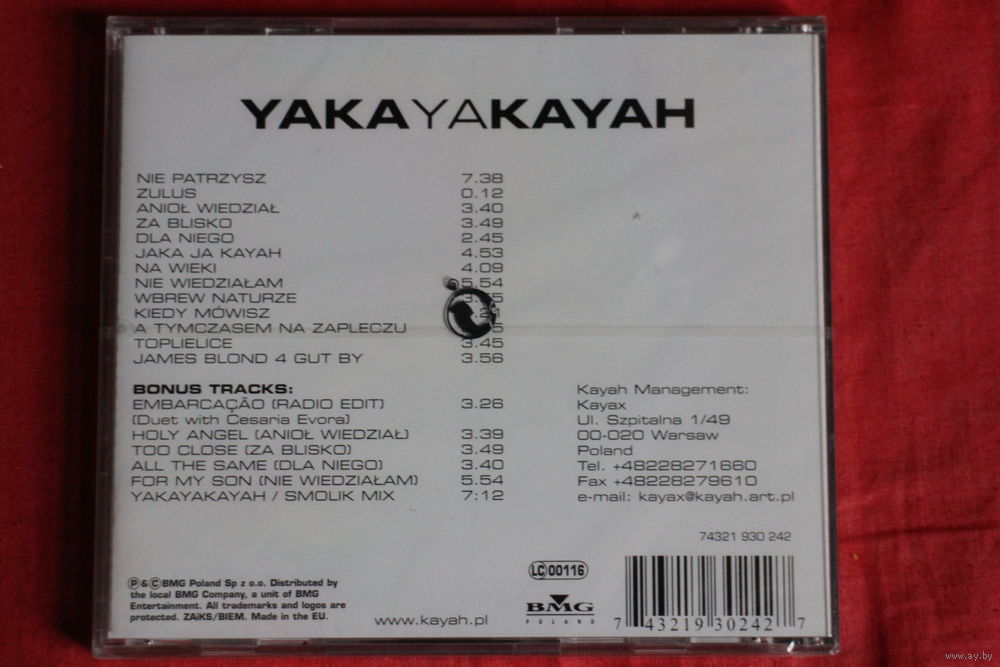 YAKAYAKAYAH
NIE PATRZYSZ 7.38
ZULUS 0.12
ANIOŁ WIEDZIAŁ 3.40
ZA BLISKO 3.49
DLA NIEGO 2.45
JAKA JA KAYAH 4.53
NA WIEKI 4.09
NIE WIEDZIAŁAM 5.54
WBREW NATURZE
KIEDY MÓWISZ
A TYMCZASEM NA ZAPLECZU
TOPLIELICE 3.45
JAMES BLOND 4 GUT BY 3.56
BONUS TRACKS:
EMBARCAÇÃO (RADIO EDIT) 3.26
(Duet with Cesaria Evora)
HOLY ANGEL (ANIOŁ WIEDZIAŁ) 3.39
TOO CLOSE (ZA BLISKO) 3.49
ALL THE SAME (DLA NIEGO) 3.40
FOR MY SON (NIE WIEDZIAŁAM) 5.54
YAKAYAKAYAH / SMOLIK MIX 7:12
Kayah Management:
Kayax
Ul. Szpitalna 1/49
00-020 Warsaw
Poland
Tel. +48228271660
Fax +48228279610
e-mail: kayax@kayah.art.pl
74321 930 242
Ⓟ & © BMG Poland Sp z o.o. Distributed by
the local BMG Company, a unit of BMG
Entertainment. All trademarks and logos are
protected. ZAiKS/BIEM. Made in the EU.
www.kayah.pl
LC 00116
BMG
POLAND
7 43219 30242 7
www.ay.by